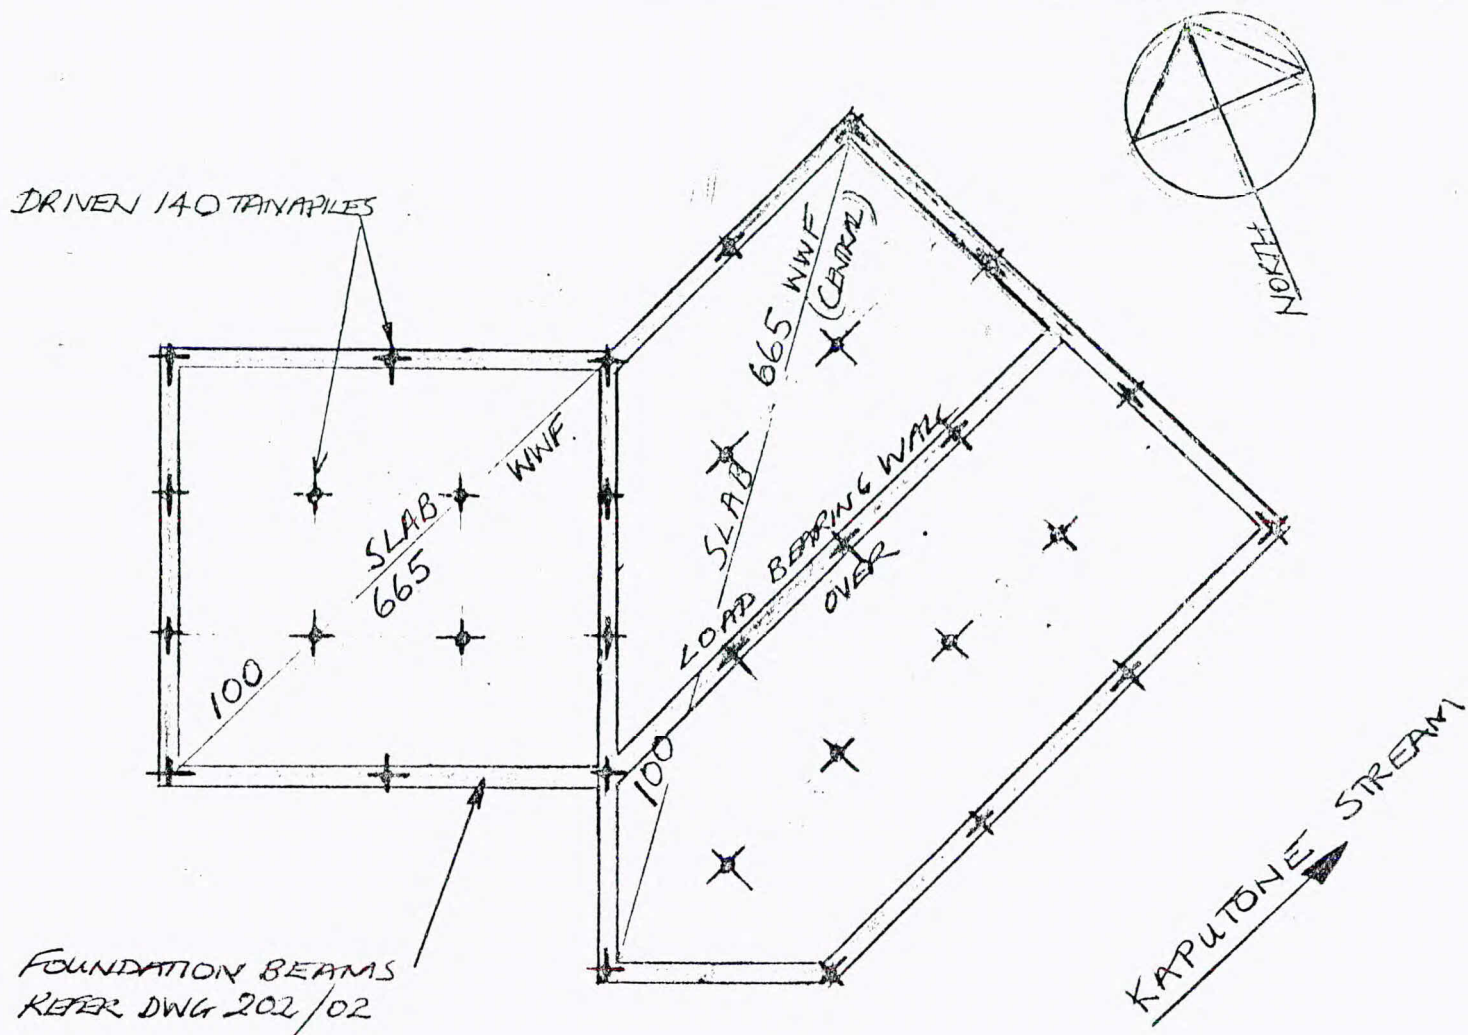 DRIVEN 140 TANAPILES
NORTH
665 WWF
(CENTRAL)
SLAB
100
WWF.
SLAB
665
100
LOAD BEARING WALL
OVER
FOUNDATION BEAMS
REFER DWG 202/02
KAPUTONE STREAM